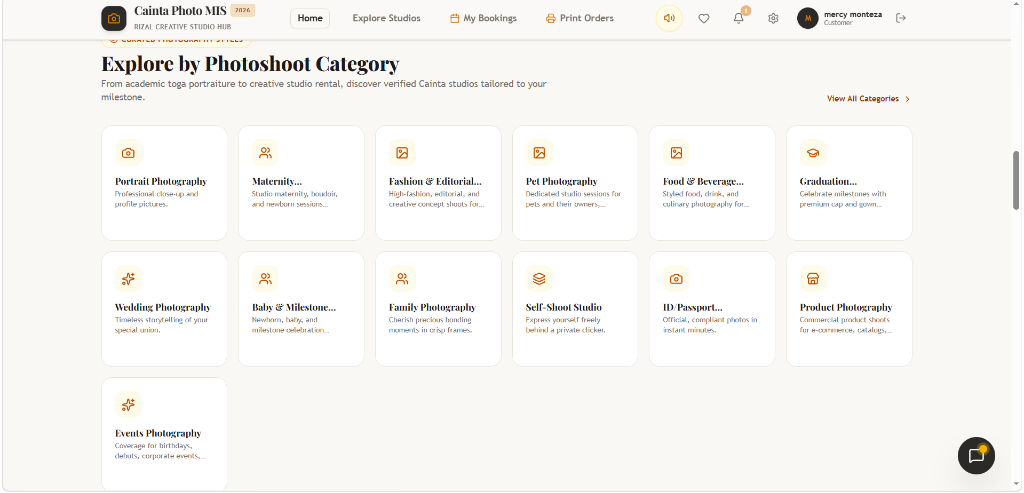 Cainta Photo MIS 2026
RIZAL CREATIVE STUDIO HUB
Home
Explore Studios
My Bookings
Print Orders
1
M
mercy monteza
Customer
CURATED PHOTOGRAPHY STYLES
Explore by Photoshoot Category
From academic toga portraiture to creative studio rental, discover verified Cainta studios tailored to your
milestone.
View All Categories
Portrait Photography
Professional close-up and
profile pictures.
Maternity...
Studio maternity, boudoir,
and newborn sessions...
Fashion & Editorial...
High-fashion, editorial, and
creative concept shoots for...
Pet Photography
Dedicated studio sessions for
pets and their owners,...
Food & Beverage...
Styled food, drink, and
culinary photography for...
Graduation...
Celebrate milestones with
premium cap and gown...
Wedding Photography
Timeless storytelling of your
special union.
Baby & Milestone...
Newborn, baby, and
milestone celebration...
Family Photography
Cherish precious bonding
moments in crisp frames.
Self-Shoot Studio
Express yourself freely
behind a private clicker.
ID/Passport...
Official, compliant photos in
instant minutes.
Product Photography
Commercial product shoots
for e-commerce, catalogs,...
Events Photography
Coverage for birthdays,
debuts, corporate events,...